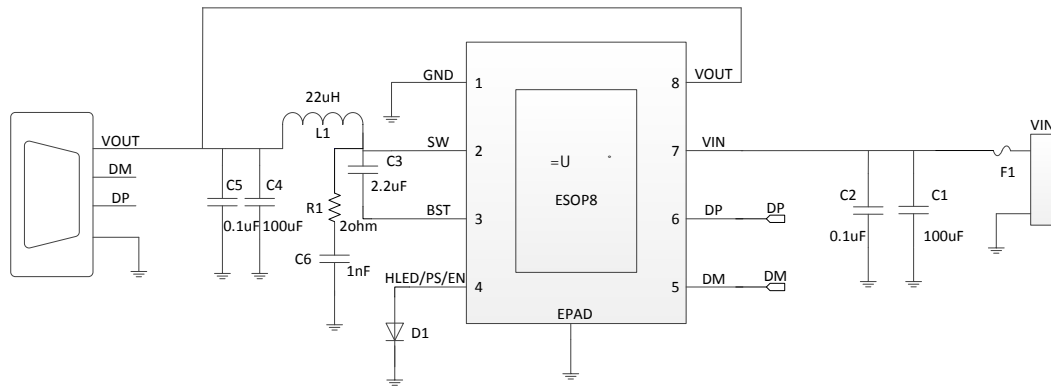 GND
1
8
VOUT
22uH
L1
VOUT
SW
2
7
VIN
VIN
F1
DM
C3
2.2uF
=U
°
ESOP8
DP
C5
C4
0.1uF
100uF
R1
2ohm
BST
3
6
DP
DP
C2
0.1uF
C1
100uF
C6
1nF
HLED/PS/EN
4
5
DM
DM
D1
EPAD